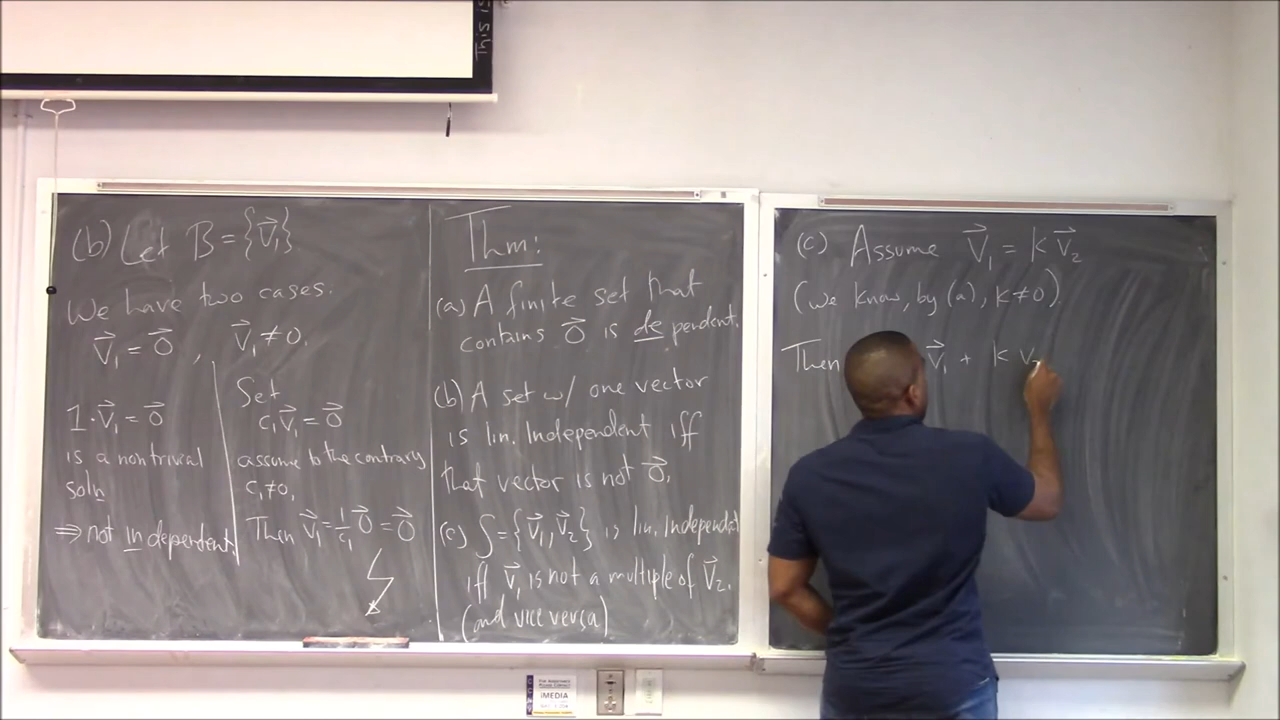 This is
(b) Let B = {v⃗₁}
We have two cases.
v⃗₁ = 0⃗ , v⃗₁ ≠ 0.
1·v⃗₁ = 0⃗
is a nontrivial
soln
⇒ not independent.
Set
c₁v⃗₁ = 0⃗
assume to the contrary
c₁≠0.
Then v⃗₁ = 1/c₁ 0⃗ = 0⃗
Thm:
(a) A finite set that
contains 0⃗ is dependent.
(b) A set w/ one vector
is lin. Independent iff
that vector is not 0⃗.
(c) S = {v⃗₁, v⃗₂} is lin. Independent
iff v⃗₁ is not a multiple of v⃗₂.
(and vice versa)
(c) Assume v⃗₁ = k v⃗₂
(we know, by (a), k≠0).
Then v⃗₁ + k v₂
iMEDIA